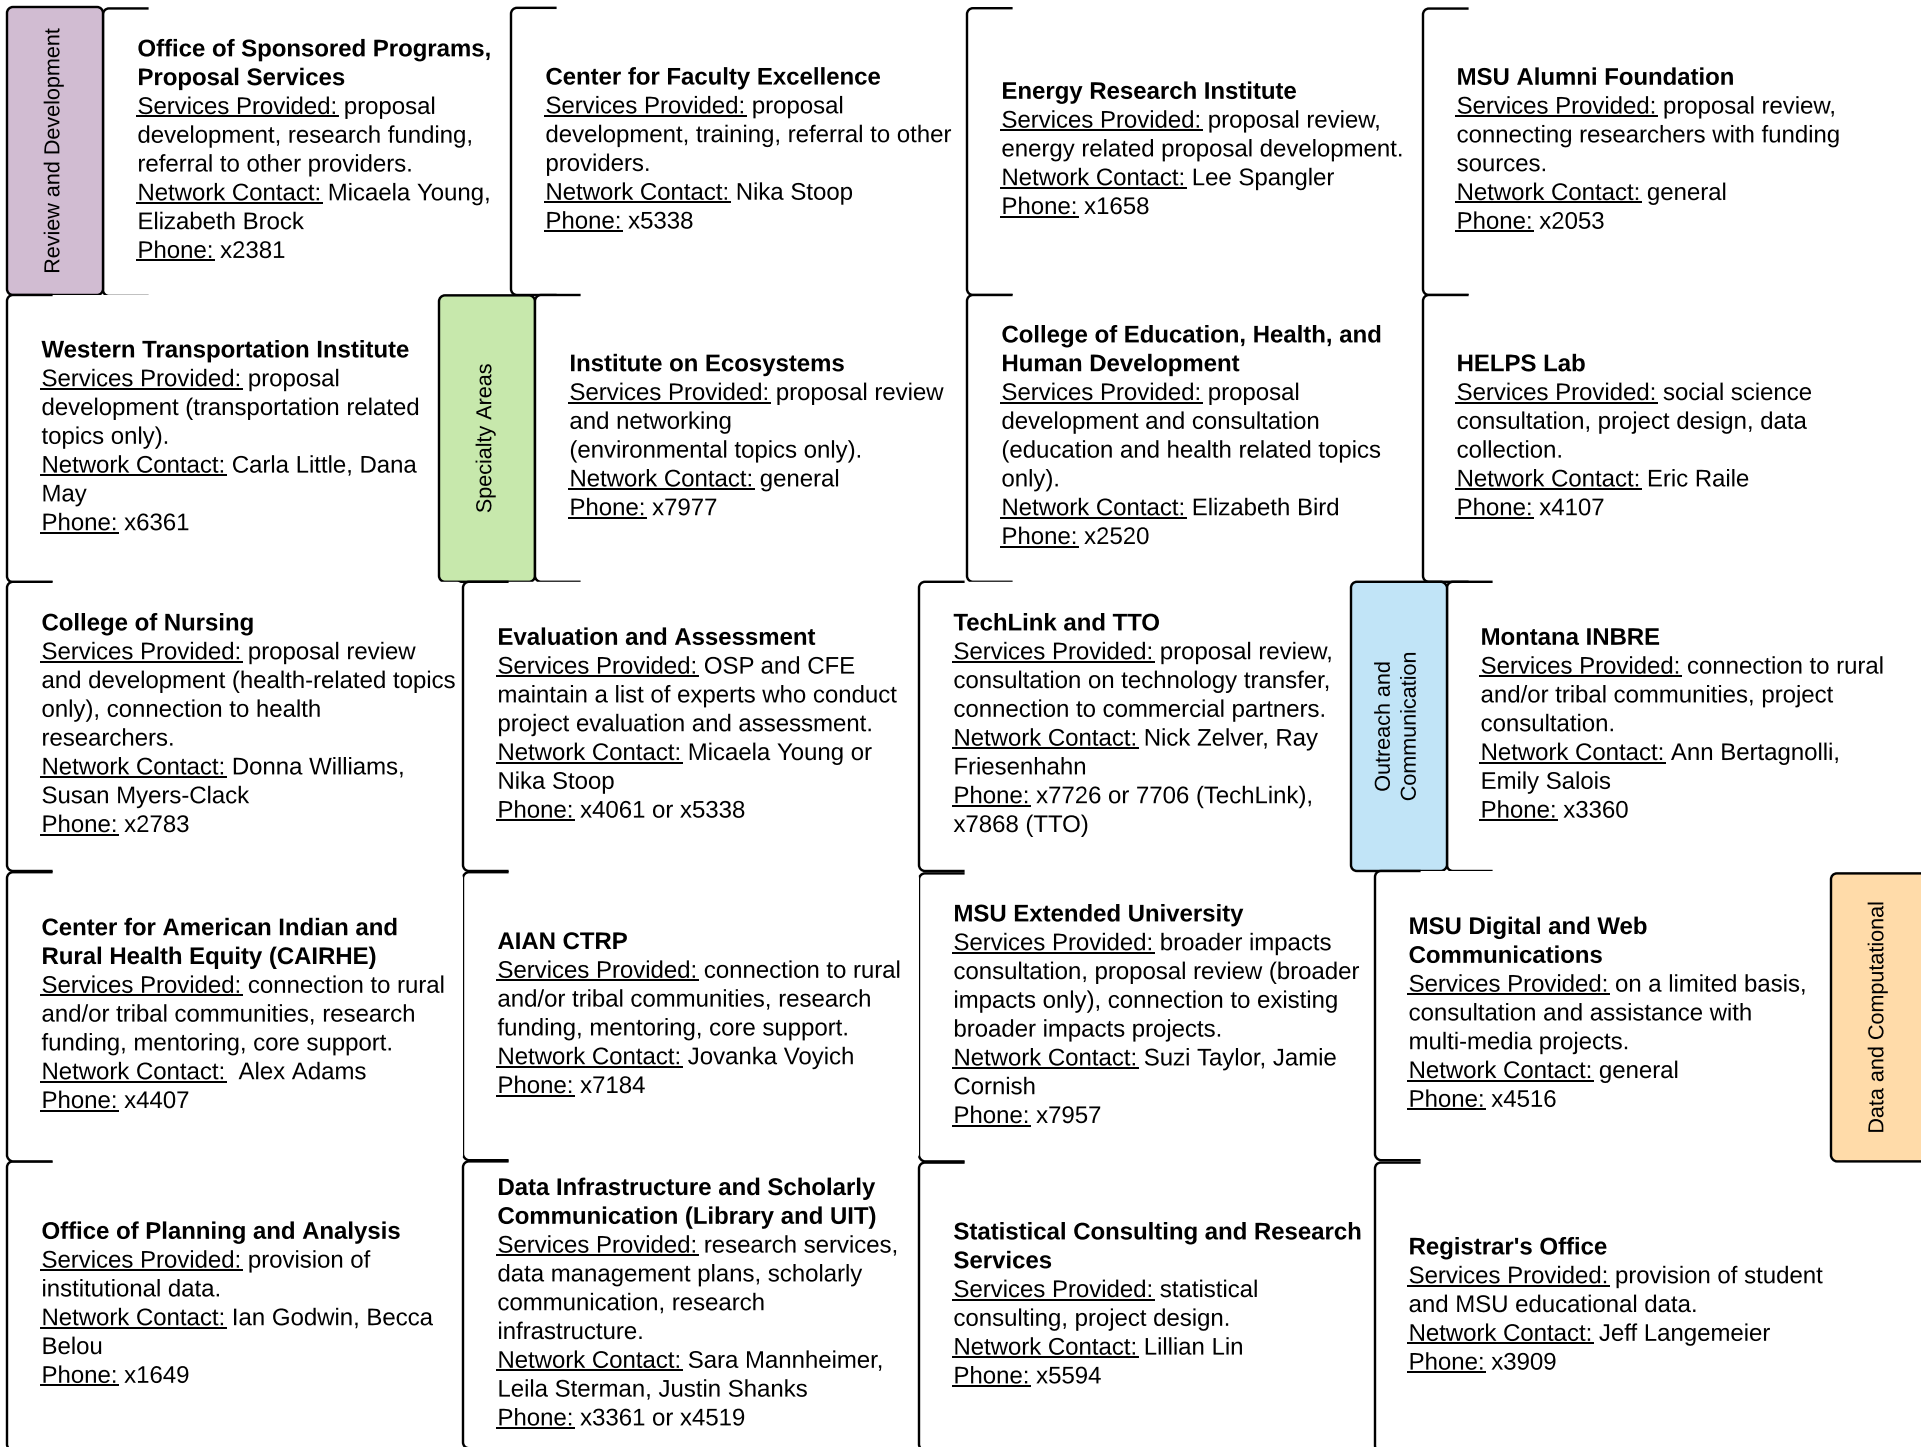 Review and Development
Office of Sponsored Programs,
Proposal Services
Services Provided: proposal
development, research funding,
referral to other providers.
Network Contact: Micaela Young,
Elizabeth Brock
Phone: x2381
Center for Faculty Excellence
Services Provided: proposal
development, training, referral to other
providers.
Network Contact: Nika Stoop
Phone: x5338
Energy Research Institute
Services Provided: proposal review,
energy related proposal development.
Network Contact: Lee Spangler
Phone: x1658
MSU Alumni Foundation
Services Provided: proposal review,
connecting researchers with funding
sources.
Network Contact: general
Phone: x2053
Western Transportation Institute
Services Provided: proposal
development (transportation related
topics only).
Network Contact: Carla Little, Dana
May
Phone: x6361
Specialty Areas
Institute on Ecosystems
Services Provided: proposal review
and networking
(environmental topics only).
Network Contact: general
Phone: x7977
College of Education, Health, and
Human Development
Services Provided: proposal
development and consultation
(education and health related topics
only).
Network Contact: Elizabeth Bird
Phone: x2520
HELPS Lab
Services Provided: social science
consultation, project design, data
collection.
Network Contact: Eric Raile
Phone: x4107
College of Nursing
Services Provided: proposal review
and development (health-related topics
only), connection to health
researchers.
Network Contact: Donna Williams,
Susan Myers-Clack
Phone: x2783
Evaluation and Assessment
Services Provided: OSP and CFE
maintain a list of experts who conduct
project evaluation and assessment.
Network Contact: Micaela Young or
Nika Stoop
Phone: x4061 or x5338
TechLink and TTO
Services Provided: proposal review,
consultation on technology transfer,
connection to commercial partners.
Network Contact: Nick Zelver, Ray
Friesenhahn
Phone: x7726 or 7706 (TechLink),
x7868 (TTO)
Outreach and
Communication
Montana INBRE
Services Provided: connection to rural
and/or tribal communities, project
consultation.
Network Contact: Ann Bertagnolli,
Emily Salois
Phone: x3360
Center for American Indian and
Rural Health Equity (CAIRHE)
Services Provided: connection to rural
and/or tribal communities, research
funding, mentoring, core support.
Network Contact: Alex Adams
Phone: x4407
AIAN CTRP
Services Provided: connection to rural
and/or tribal communities, research
funding, mentoring, core support.
Network Contact: Jovanka Voyich
Phone: x7184
MSU Extended University
Services Provided: broader impacts
consultation, proposal review (broader
impacts only), connection to existing
broader impacts projects.
Network Contact: Suzi Taylor, Jamie
Cornish
Phone: x7957
MSU Digital and Web
Communications
Services Provided: on a limited basis,
consultation and assistance with
multi-media projects.
Network Contact: general
Phone: x4516
Data and Computational
Office of Planning and Analysis
Services Provided: provision of
institutional data.
Network Contact: Ian Godwin, Becca
Belou
Phone: x1649
Data Infrastructure and Scholarly
Communication (Library and UIT)
Services Provided: research services,
data management plans, scholarly
communication, research
infrastructure.
Network Contact: Sara Mannheimer,
Leila Sterman, Justin Shanks
Phone: x3361 or x4519
Statistical Consulting and Research
Services
Services Provided: statistical
consulting, project design.
Network Contact: Lillian Lin
Phone: x5594
Registrar's Office
Services Provided: provision of student
and MSU educational data.
Network Contact: Jeff Langemeier
Phone: x3909